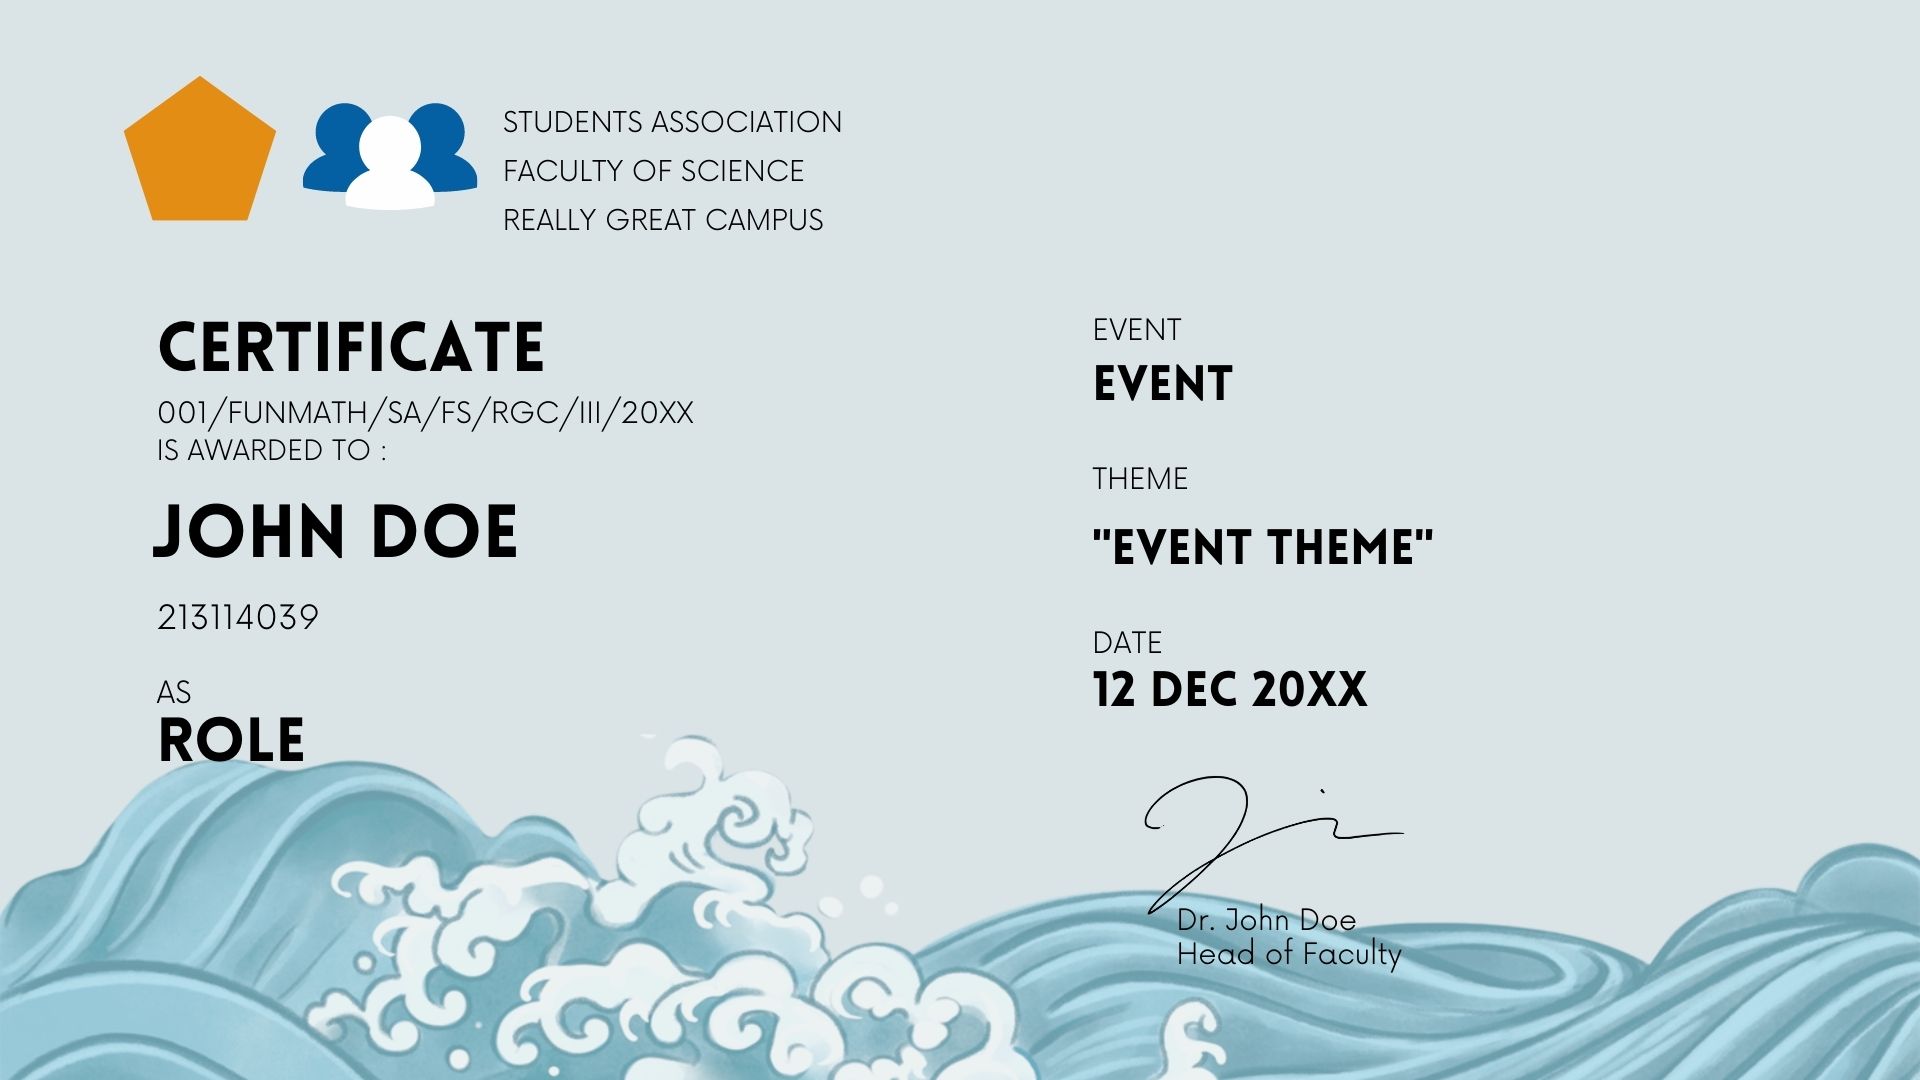 STUDENTS ASSOCIATION
FACULTY OF SCIENCE
REALLY GREAT CAMPUS
CERTIFICATE
001/FUNMATH/SA/FS/RGC/III/20XX
IS AWARDED TO :
JOHN DOE
213114039
AS
ROLE
EVENT
EVENT
THEME
"EVENT THEME"
DATE
12 DEC 20XX
Dr. John Doe
Head of Faculty